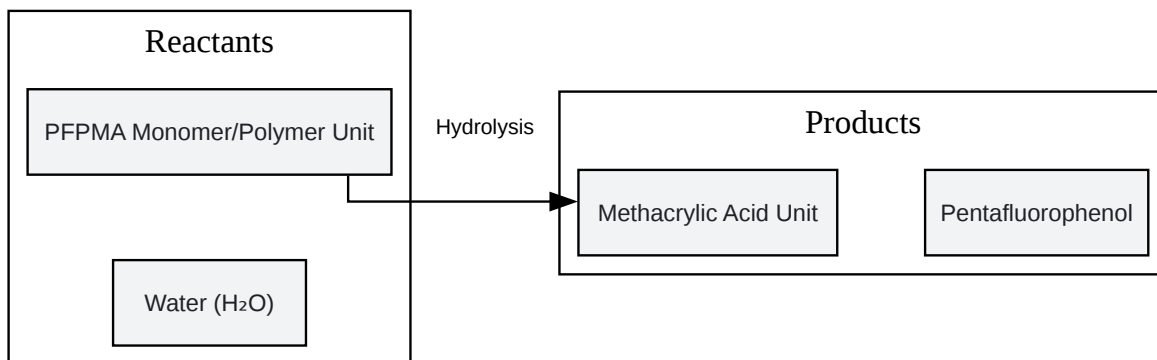 Reactants
PFPMA Monomer/Polymer Unit
Water (H₂O)
Hydrolysis
Products
Methacrylic Acid Unit
Pentafluorophenol